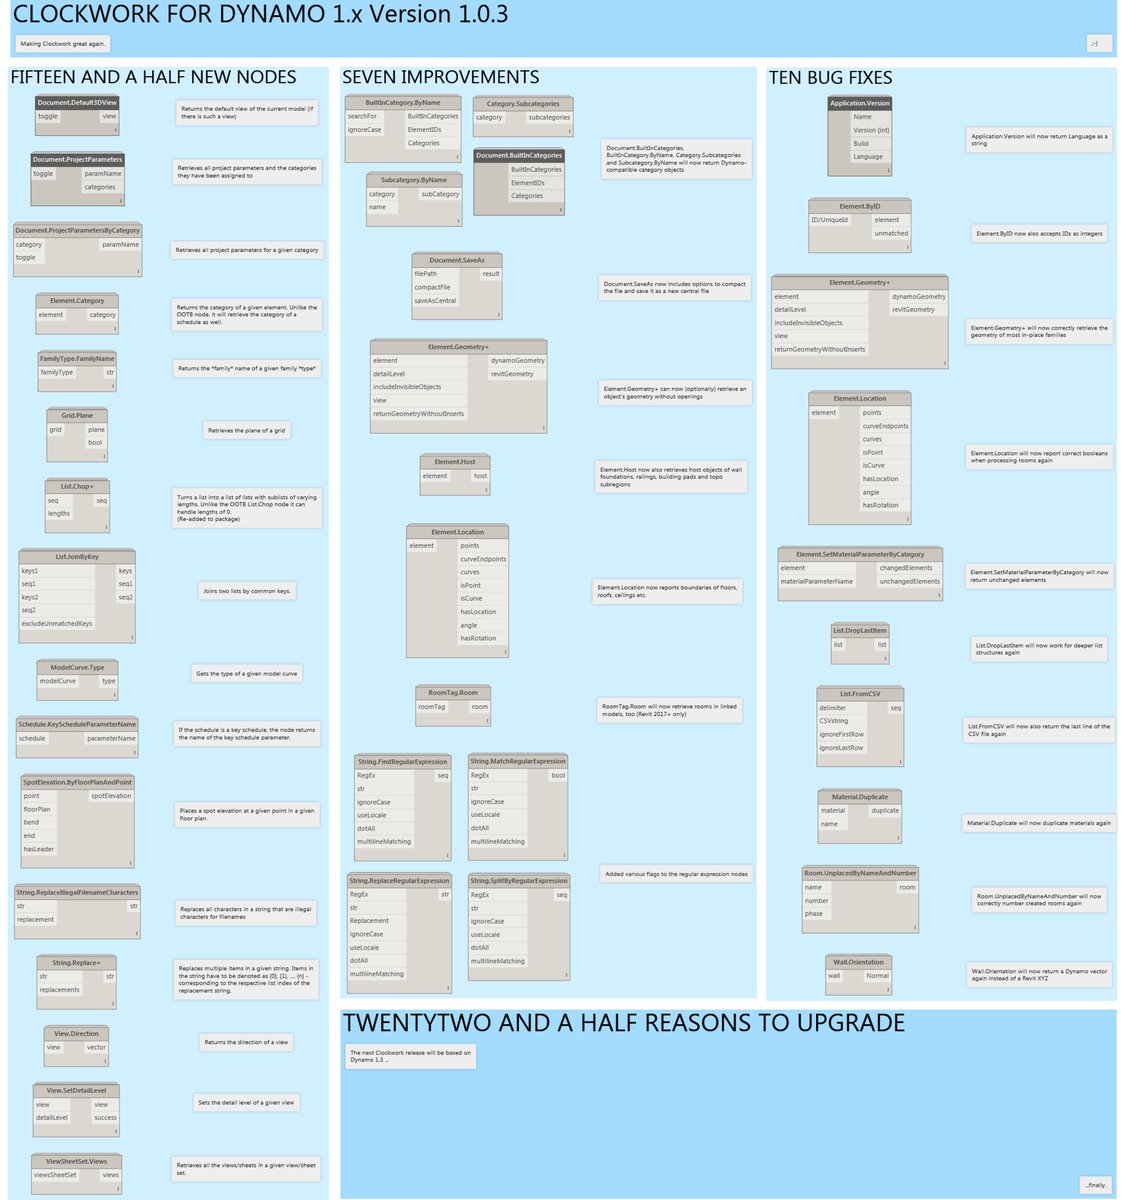 CLOCKWORK FOR DYNAMO 1.x Version 1.0.3
Making Clockwork great again.
:-)
FIFTEEN AND A HALF NEW NODES
Document.Default3DView
toggle view
Returns the default view of the current model (if
there is such a view)
Document.ProjectParameters
toggle paramName
categories
Retrieves all project parameters and the categories
they have been assigned to
Document.ProjectParametersByCategory
category paramName
toggle
Retrieves all project parameters for a given category
Element.Category
element category
Returns the category of a given element. Unlike the
OOTB node, it will retrieve the category of a
schedule as well.
FamilyType.FamilyName
familyType str
Returns the *family* name of a given family *type*
Grid.Plane
grid plane
bool
Retrieves the plane of a grid
List.Chop+
seq seq
lengths
Turns a list into a list of lists with sublists of varying
lengths. Unlike the OOTB List.Chop node it can
handle lengths of 0.
(Re-added to package)
List.JoinByKey
keys1 keys
seq1 seq1
keys2 seq2
seq2
excludeUnmatchedKeys
Joins two lists by common keys.
ModelCurve.Type
modelCurve type
Gets the type of a given model curve
Schedule.KeyScheduleParameterName
schedule parameterName
If the schedule is a key schedule, the node returns
the name of the key schedule parameter.
SpotElevation.ByFloorPlanAndPoint
point spotElevation
floorPlan
bend
end
hasLeader
Places a spot elevation at a given point in a given
floor plan.
String.ReplaceIllegalFilenameCharacters
str str
replacement
Replaces all characters in a string that are illegal
characters for filenames
String.Replace+
str str
replacements
Replaces multiple items in a given string. Items in
the string have to be denoted as {0}, {1}, ... {n} -
corresponding to the respective list index of the
replacement string.
View.Direction
view vector
Returns the direction of a view
View.SetDetailLevel
view view
detailLevel success
Sets the detail level of a given view
ViewSheetSet.Views
viewsSheetSet views
Retrieves all the views/sheets in a given view/sheet
set.
SEVEN IMPROVEMENTS
BuiltInCategory.ByName
searchFor BuiltInCategories
ignoreCase ElementIDs
Categories
Category.Subcategories
category subcategories
Subcategory.ByName
category subCategory
name
Document.BuiltInCategories
BuiltInCategories
ElementIDs
Categories
Document.BuiltInCategories,
BuiltInCategory.ByName, Category.Subcategories
and Subcategory.ByName will now return Dynamo-
compatible category objects
Document.SaveAs
filePath result
compactFile
saveAsCentral
Document.SaveAs now includes options to compact
the file and save it as a new central file
Element.Geometry+
element dynamoGeometry
detailLevel revitGeometry
includeInvisibleObjects
view
returnGeometryWithoutInserts
Element.Geometry+ can now (optionally) retrieve an
object's geometry without openings
Element.Host
element host
Element.Host now also retrieves host objects of wall
foundations, railings, building pads and topo
subregions
Element.Location
element points
curveEndpoints
curves
isPoint
isCurve
hasLocation
angle
hasRotation
Element.Location now reports boundaries of floors,
roofs, ceilings etc.
RoomTag.Room
roomTag room
RoomTag.Room will now retrieve rooms in linked
models, too (Revit 2017+ only)
String.FindRegularExpression
RegEx seq
str
ignoreCase
useLocale
dotAll
multilineMatching
String.MatchRegularExpression
RegEx bool
str
ignoreCase
useLocale
dotAll
multilineMatching
String.ReplaceRegularExpression
RegEx str
str
Replacement
ignoreCase
useLocale
dotAll
multilineMatching
String.SplitByRegularExpression
RegEx seq
str
ignoreCase
useLocale
dotAll
multilineMatching
Added various flags to the regular expression nodes
TEN BUG FIXES
Application.Version
Name
Version (int)
Build
Language
Application.Version will now return Language as a
string
Element.ByID
ID/UniqueId element
unmatched
Element.ByID now also accepts IDs as integers
Element.Geometry+
element dynamoGeometry
detailLevel revitGeometry
includeInvisibleObjects
view
returnGeometryWithoutInserts
Element.Geometry+ will now correctly retrieve the
geometry of most in-place families
Element.Location
element points
curveEndpoints
curves
isPoint
isCurve
hasLocation
angle
hasRotation
Element.Location will now report correct booleans
when processing rooms again
Element.SetMaterialParameterByCategory
element changedElements
materialParameterName unchangedElements
Element.SetMaterialParameterByCategory will now
return unchanged elements
List.DropLastItem
list list
List.DropLastItem will now work for deeper list
structures again
List.FromCSV
delimiter seq
CSVstring
ignoreFirstRow
ignoreLastRow
List.FromCSV will now also return the last line of the
CSV file again
Material.Duplicate
material duplicate
name
Material.Duplicate will now duplicate materials again
Room.UnplacedByNameAndNumber
name room
number
phase
Room.UnplacedByNameAndNumber will now
correctly number created rooms again
Wall.Orientation
wall Normal
Wall.Orientation will now return a Dynamo vector
again instead of a Revit XYZ
TWENTYTWO AND A HALF REASONS TO UPGRADE
The next Clockwork release will be based on
Dynamo 1.3 ...
...finally.